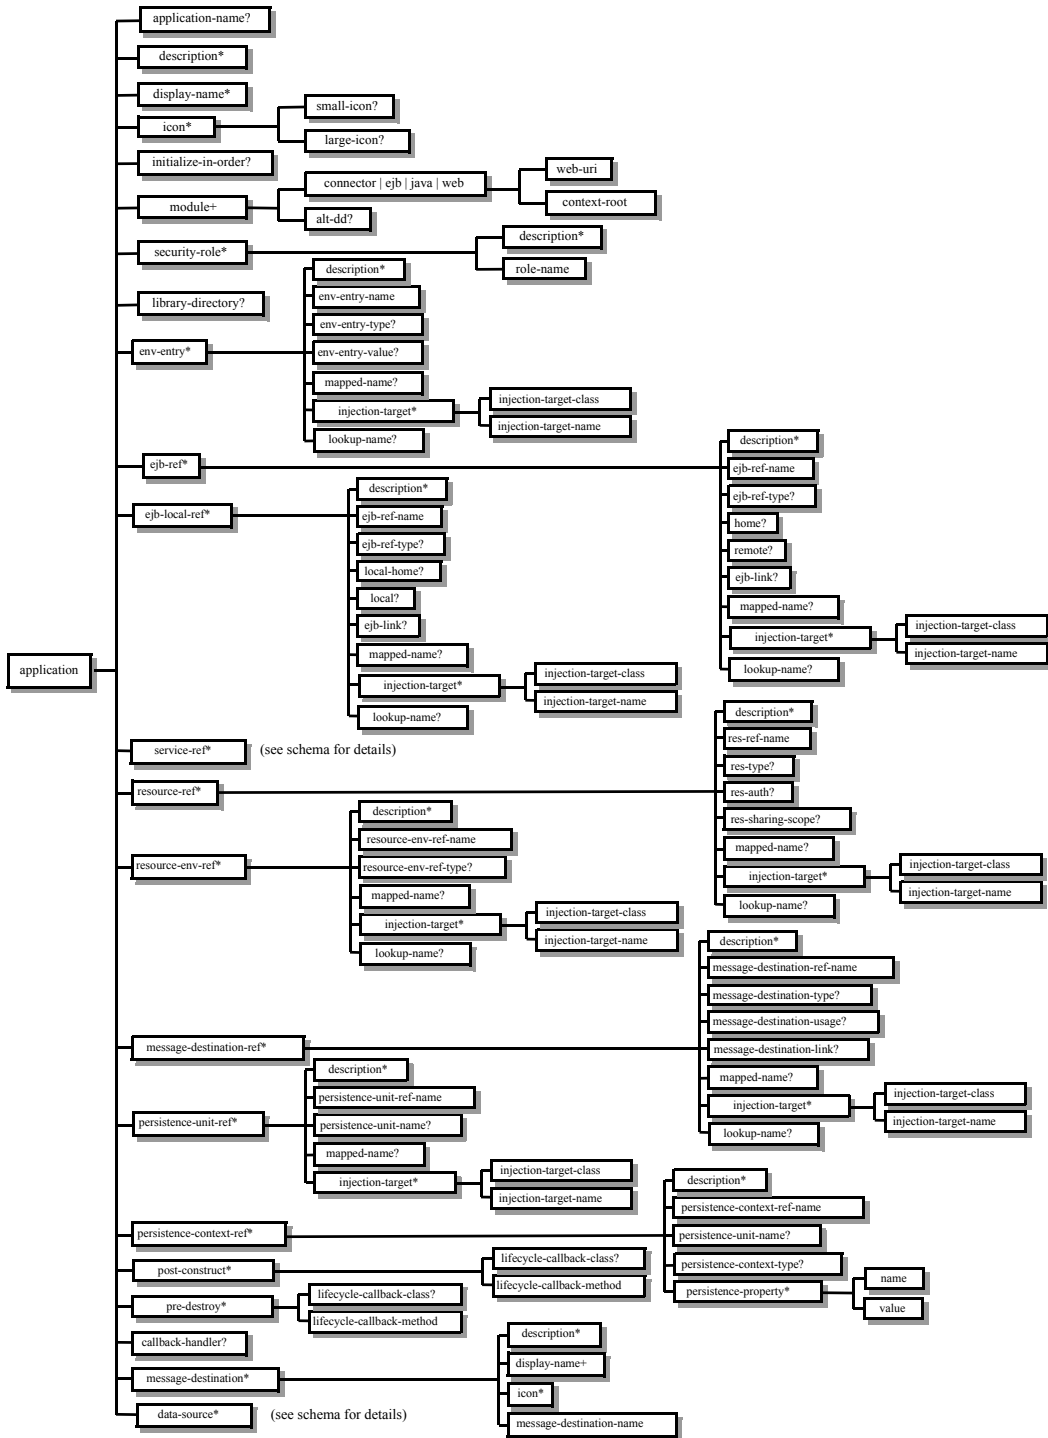 application
application-name?
description*
display-name*
icon*
small-icon?
large-icon?
initialize-in-order?
module+
connector | ejb | java | web
web-uri
context-root
alt-dd?
security-role*
description*
role-name
library-directory?
env-entry*
description*
env-entry-name
env-entry-type?
env-entry-value?
mapped-name?
injection-target*
injection-target-class
injection-target-name
lookup-name?
ejb-ref*
description*
ejb-ref-name
ejb-ref-type?
home?
remote?
ejb-link?
mapped-name?
injection-target*
injection-target-class
injection-target-name
lookup-name?
ejb-local-ref*
description*
ejb-ref-name
ejb-ref-type?
local-home?
local?
ejb-link?
mapped-name?
injection-target*
injection-target-class
injection-target-name
lookup-name?
service-ref*
(see schema for details)
resource-ref*
description*
res-ref-name
res-type?
res-auth?
res-sharing-scope?
mapped-name?
injection-target*
injection-target-class
injection-target-name
lookup-name?
resource-env-ref*
description*
resource-env-ref-name
resource-env-ref-type?
mapped-name?
injection-target*
injection-target-class
injection-target-name
lookup-name?
message-destination-ref*
description*
message-destination-ref-name
message-destination-type?
message-destination-usage?
message-destination-link?
mapped-name?
injection-target*
injection-target-class
injection-target-name
lookup-name?
persistence-unit-ref*
description*
persistence-unit-ref-name
persistence-unit-name?
mapped-name?
injection-target*
injection-target-class
injection-target-name
persistence-context-ref*
description*
persistence-context-ref-name
persistence-unit-name?
persistence-context-type?
persistence-property*
name
value
post-construct*
lifecycle-callback-class?
lifecycle-callback-method
pre-destroy*
lifecycle-callback-class?
lifecycle-callback-method
callback-handler?
message-destination*
description*
display-name+
icon*
message-destination-name
data-source*
(see schema for details)